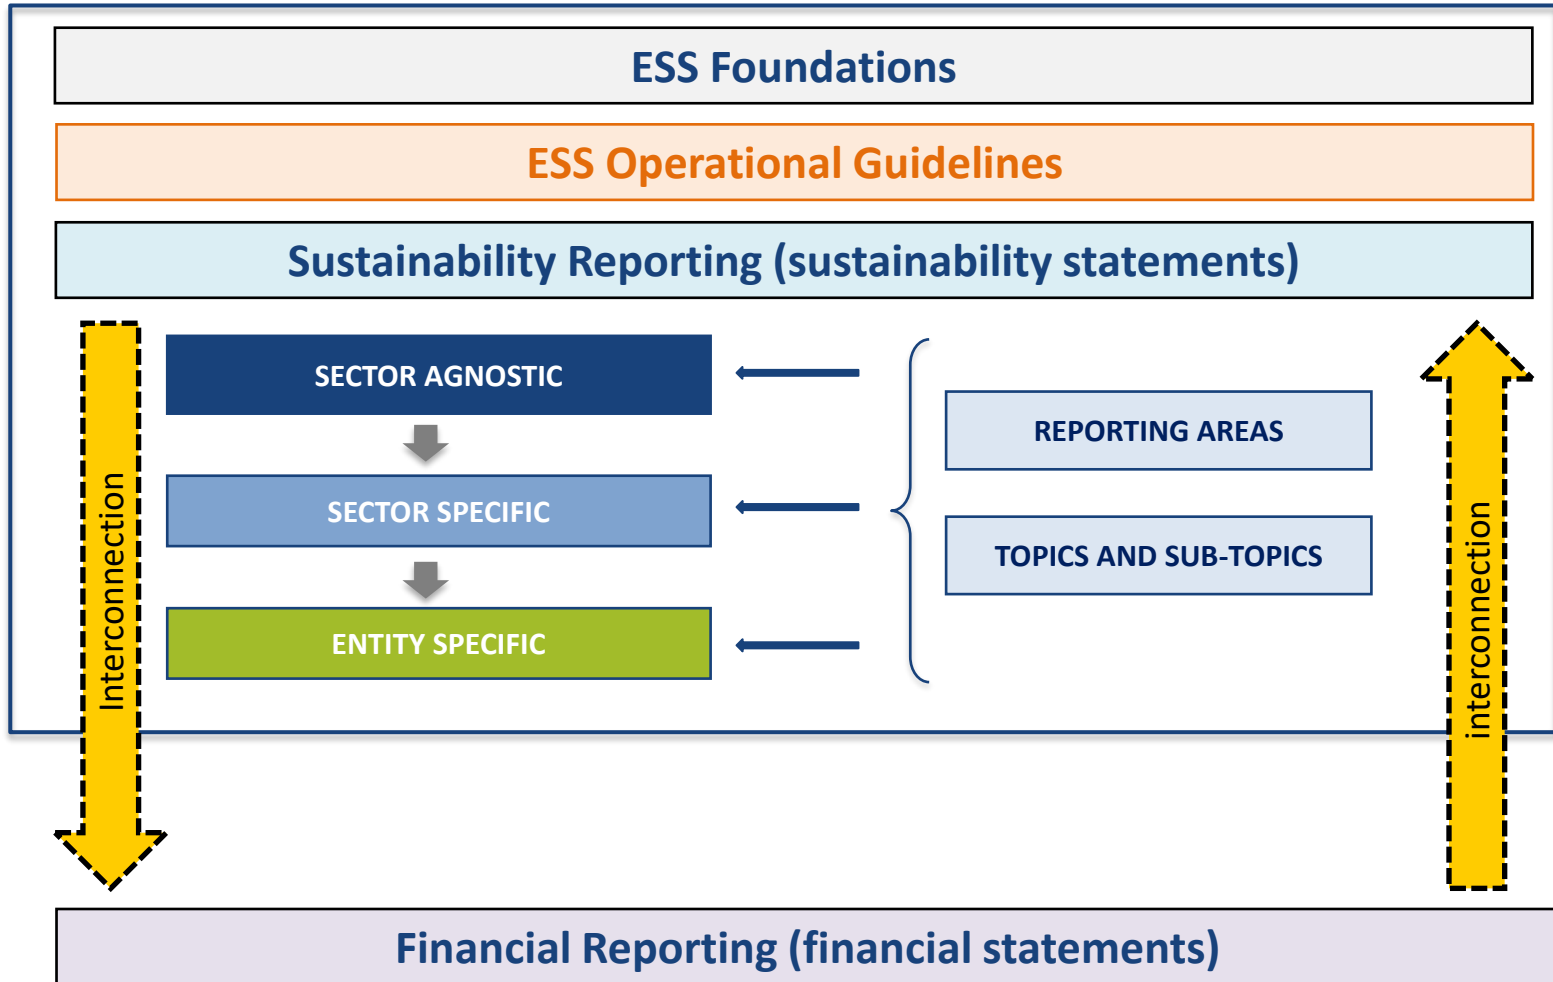 ESS Foundations
ESS Operational Guidelines
Sustainability Reporting (sustainability statements)
Interconnection
SECTOR AGNOSTIC
SECTOR SPECIFIC
ENTITY SPECIFIC
REPORTING AREAS
TOPICS AND SUB-TOPICS
interconnection
Financial Reporting (financial statements)